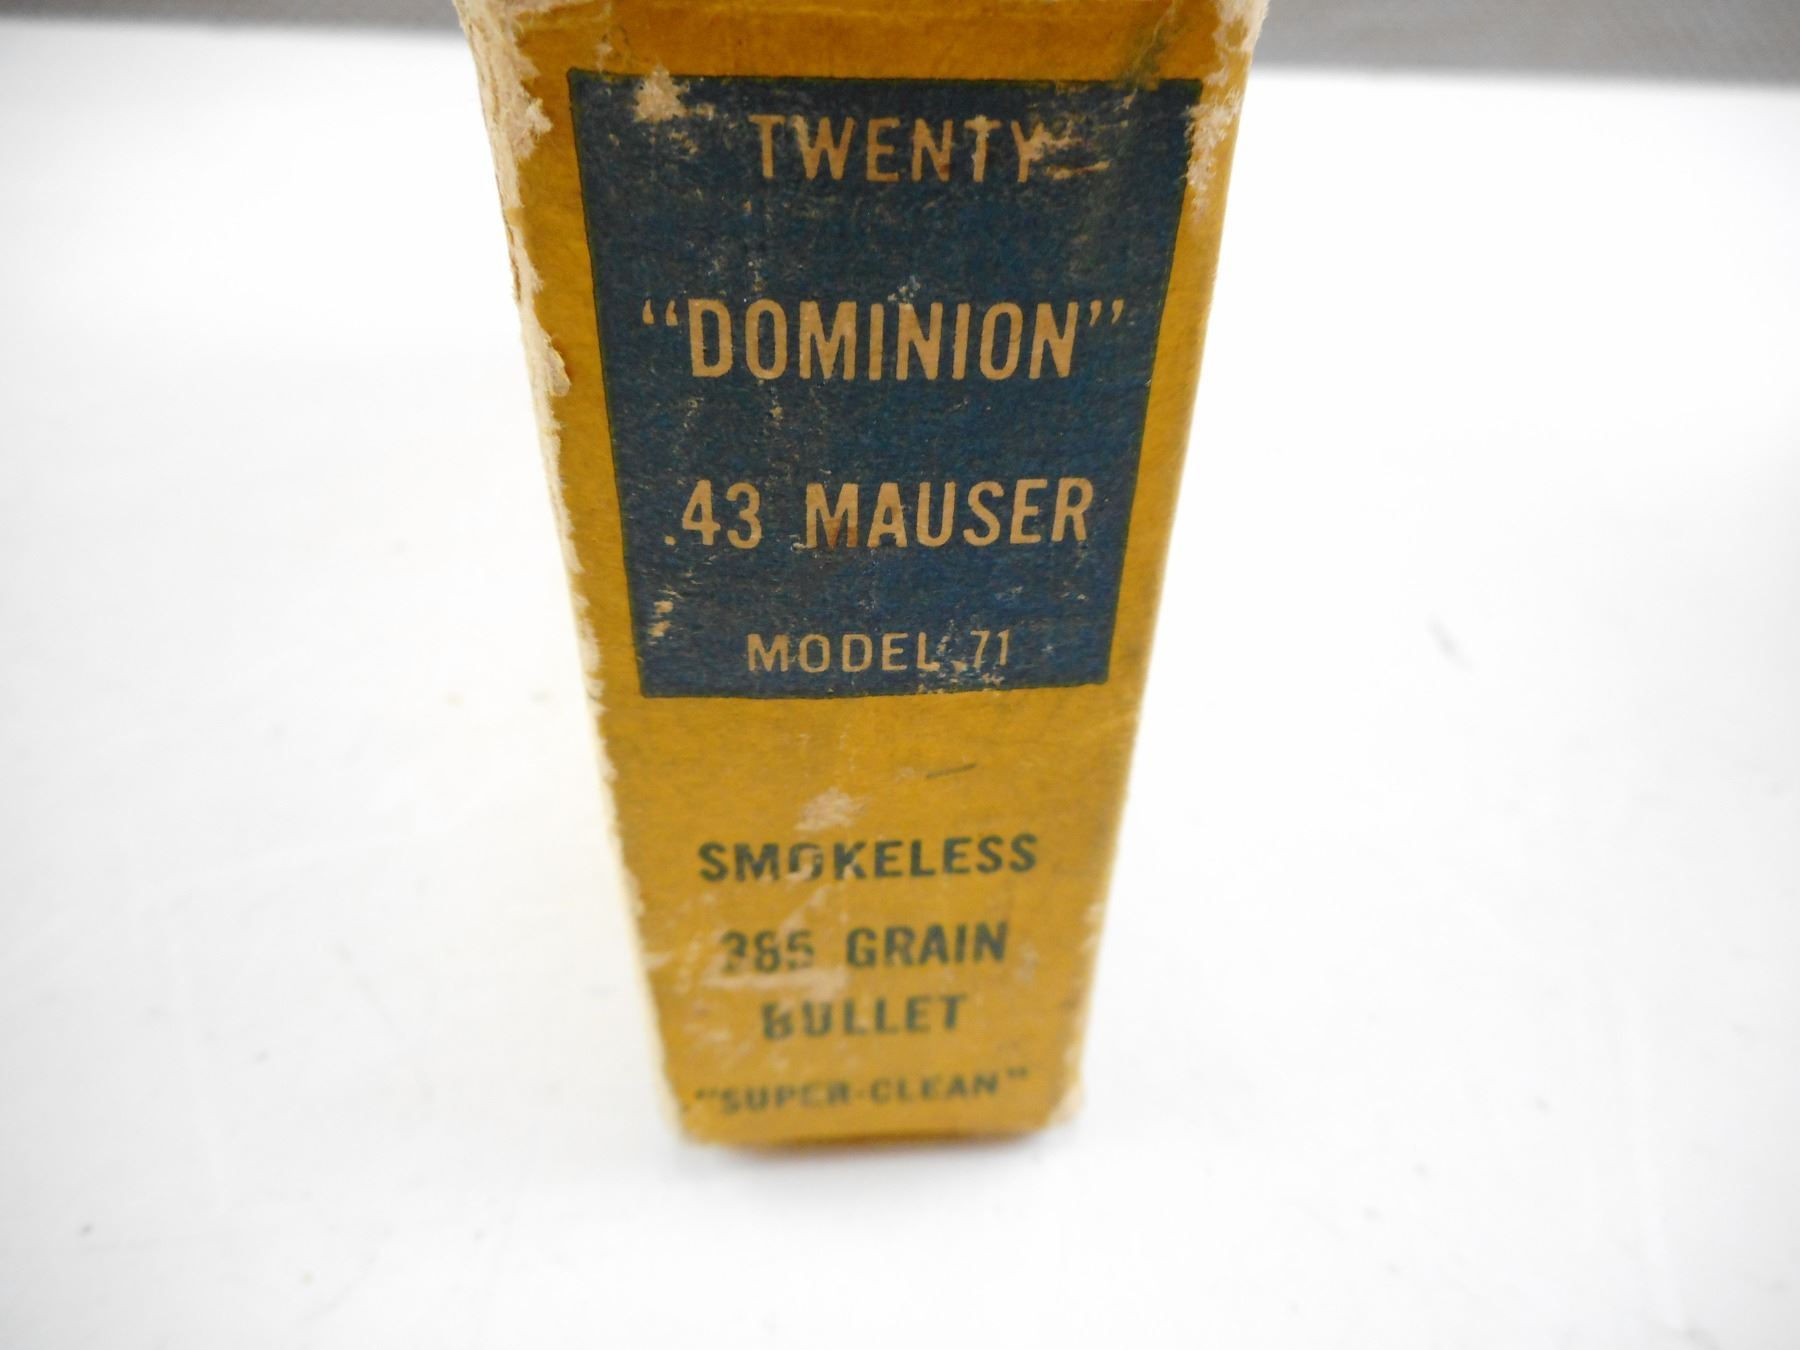 TWENTY
"DOMINION"
.43 MAUSER
MODEL 71
SMOKELESS
385 GRAIN
BULLET
"SUPER-CLEAN"